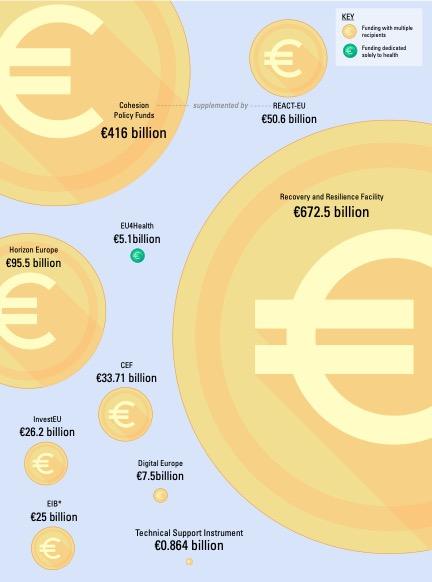 KEY
Funding with multiple
recipients
Funding dedicated
solely to health
Cohesion
Policy Funds
€416 billion
supplemented by
REACT-EU
€50.6 billion
Recovery and Resilience Facility
€672.5 billion
EU4Health
€5.1billion
Horizon Europe
€95.5 billion
CEF
€33.71 billion
InvestEU
€26.2 billion
Digital Europe
€7.5billion
EIB*
€25 billion
Technical Support Instrument
€0.864 billion